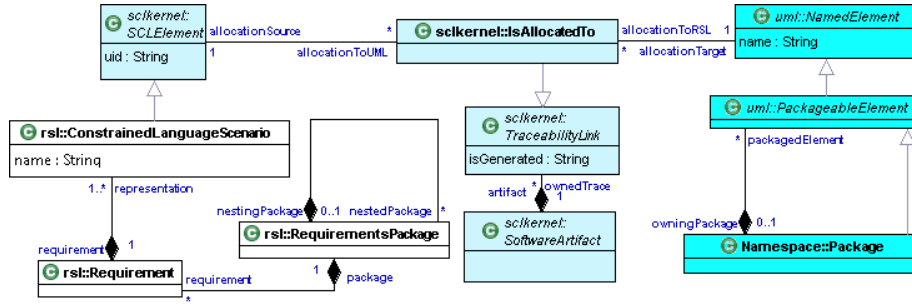 sclkernel:
SCLElement
uid : String
allocationSource
1
*
allocationToUML
sclkernel::IsAllocatedTo
allocationToRSL
1
*
allocationTarget
uml::NamedElement
name : String
rsl::ConstrainedLanguageScenario
name : String
sclkernel:
TraceabilityLink
isGenerated : String
uml::PackageableElement
*
packagedElement
1..*
representation
nestingPackage
0..1
nestedPackage
*
artifact
*
ownedTrace
1
rsl::RequirementsPackage
sclkernel:
SoftwareArtifact
owningPackage
0..1
Namespace::Package
requirement
1
rsl::Requirement
requirement
*
1
package